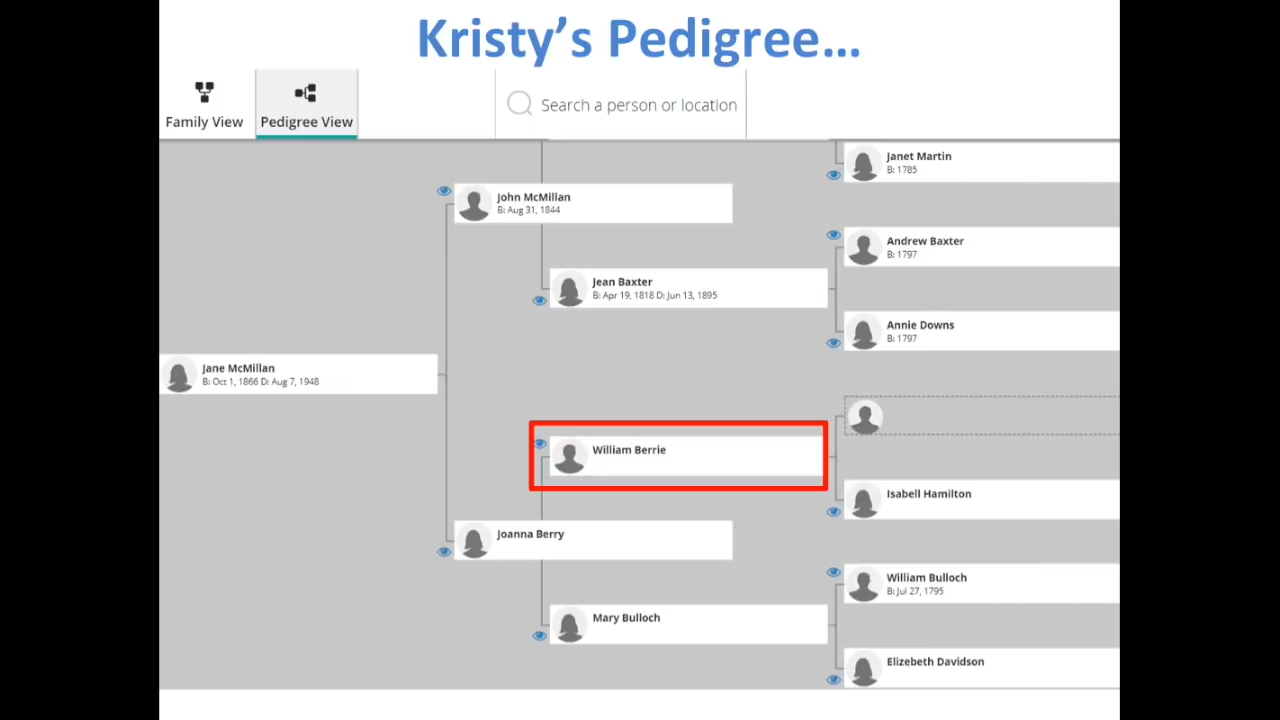 Kristy’s Pedigree…
Family View
Pedigree View
Search a person or location
Janet Martin
B: 1785
John McMillan
B: Aug 31, 1844
Andrew Baxter
B: 1797
Jean Baxter
B: Apr 19, 1818 D: Jun 13, 1895
Annie Downs
B: 1797
Jane McMillan
B: Oct 1, 1866 D: Aug 7, 1948
William Berrie
Isabell Hamilton
Joanna Berry
William Bulloch
B: Jul 27, 1795
Mary Bulloch
Elizebeth Davidson